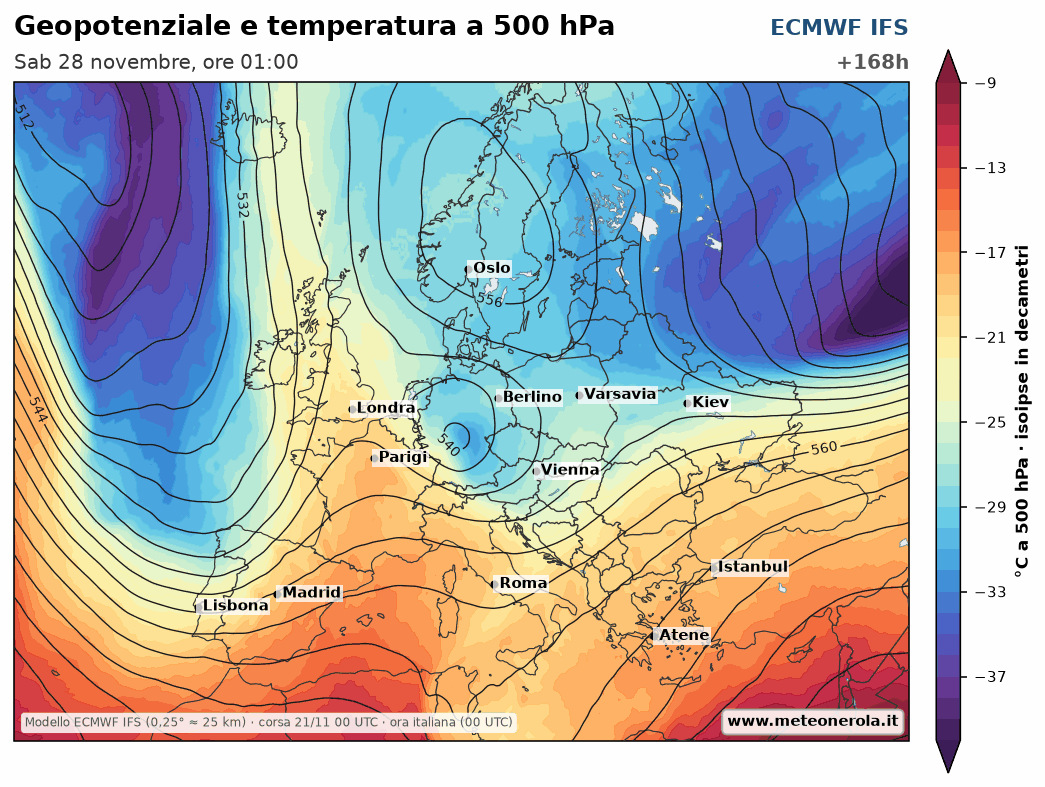 Geopotenziale e temperatura a 500 hPa
ECMWF IFS
Sab 28 novembre, ore 01:00
+168h
512
532
544
556
544
540
560
Oslo
Berlino
Varsavia
Kiev
Londra
Parigi
Vienna
Istanbul
Roma
Madrid
Lisbona
Atene
−9
−13
−17
−21
−25
−29
−33
−37
°C a 500 hPa · isoipse in decametri
Modello ECMWF IFS (0,25° ≈ 25 km) · corsa 21/11 00 UTC · ora italiana (00 UTC)
www.meteonerola.it